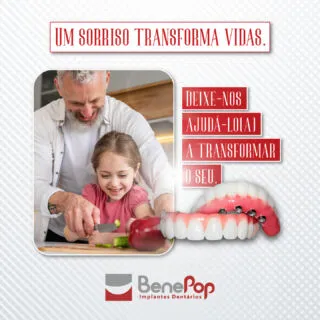 UM SORRISO TRANSFORMA VIDAS.
DEIXE-NOS
AJUDÁ-LO(A)
A TRANSFORMAR
O SEU.
BenePop
Implantes Dentários